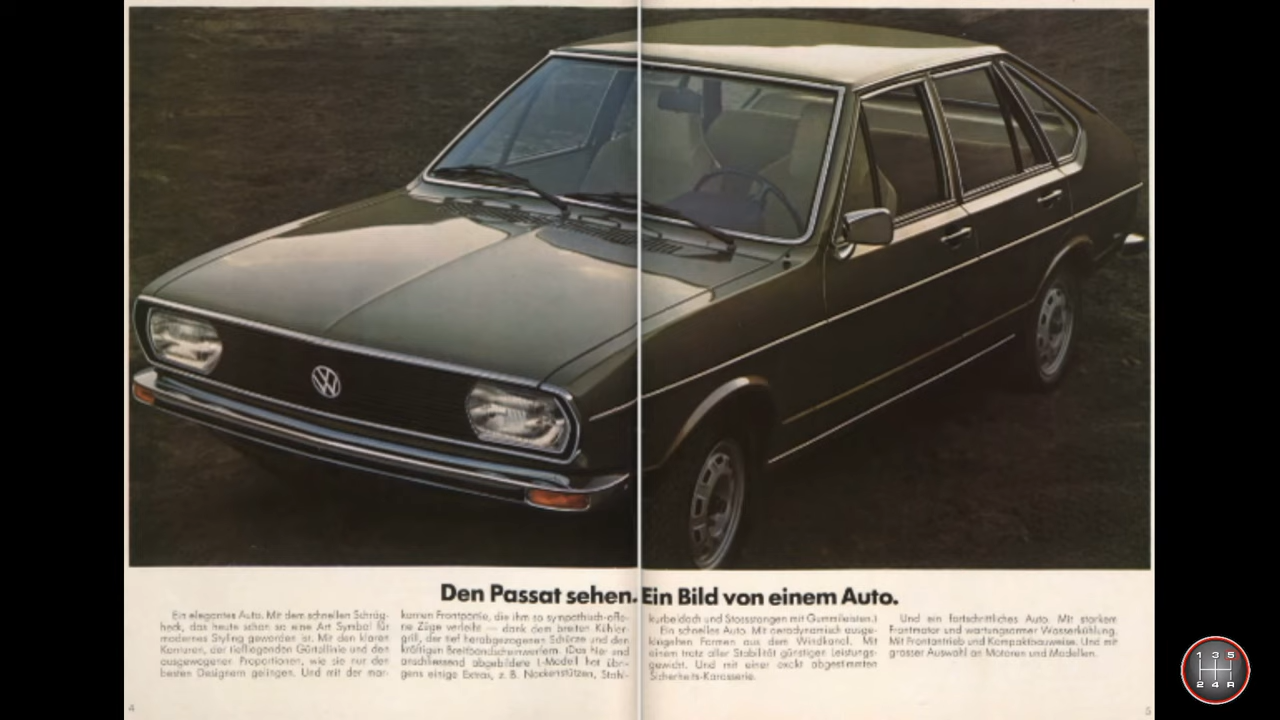 Den Passat sehen. Ein Bild von einem Auto.
Ein elegantes Auto. Mit dem schnellen Schräg-
heck, das heute schon so eine Art Symbol für
modernes Styling geworden ist. Mit den klaren
Konturen, der tiefliegenden Gürtellinie und den
ausgewogenen Proportionen, wie sie nur den
besten Designern gelingen. Und mit der mar-
kanten Frontpartie, die ihm so sympathisch-offe-
ne Züge verleiht — dank dem breiten Kühler-
grill, der tief herabgezogenen Schürze und den
kräftigen Breitbandscheinwerfern. (Das hier und
anschliessend abgebildete L-Modell hat übri-
gens einige Extras, z. B. Nackenstützen, Stahl-
kurbeldach und Stossstangen mit Gummileisten.)
Ein schnelles Auto. Mit aerodynamisch ausge-
klügelten Formen aus dem Windkanal. Mit
einem trotz aller Stabilität günstigen Leistungs-
gewicht. Und mit einer exakt abgestimmten
Sicherheits-Karosserie.
Und ein fortschrittliches Auto. Mit starkem
Frontmotor und wartungsarmer Wasserkühlung.
Mit Frontantrieb und Kompaktbauweise. Und mit
grosser Auswahl an Motoren und Modellen.
4
5
1 3 5
2 4 R